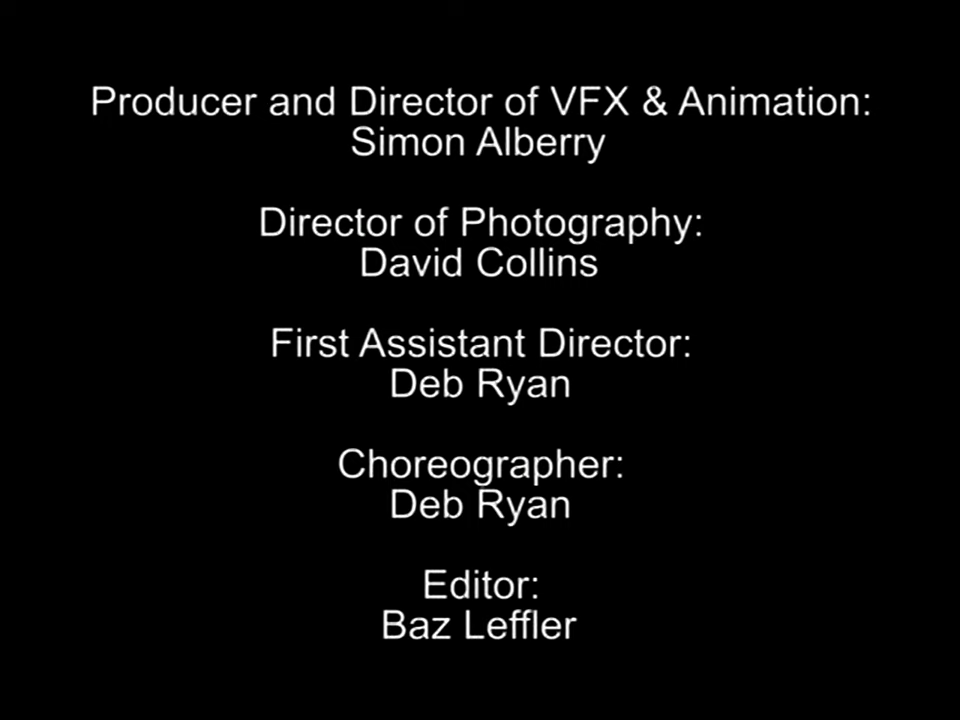 Producer and Director of VFX & Animation:
Simon Alberry
Director of Photography:
David Collins
First Assistant Director:
Deb Ryan
Choreographer:
Deb Ryan
Editor:
Baz Leffler